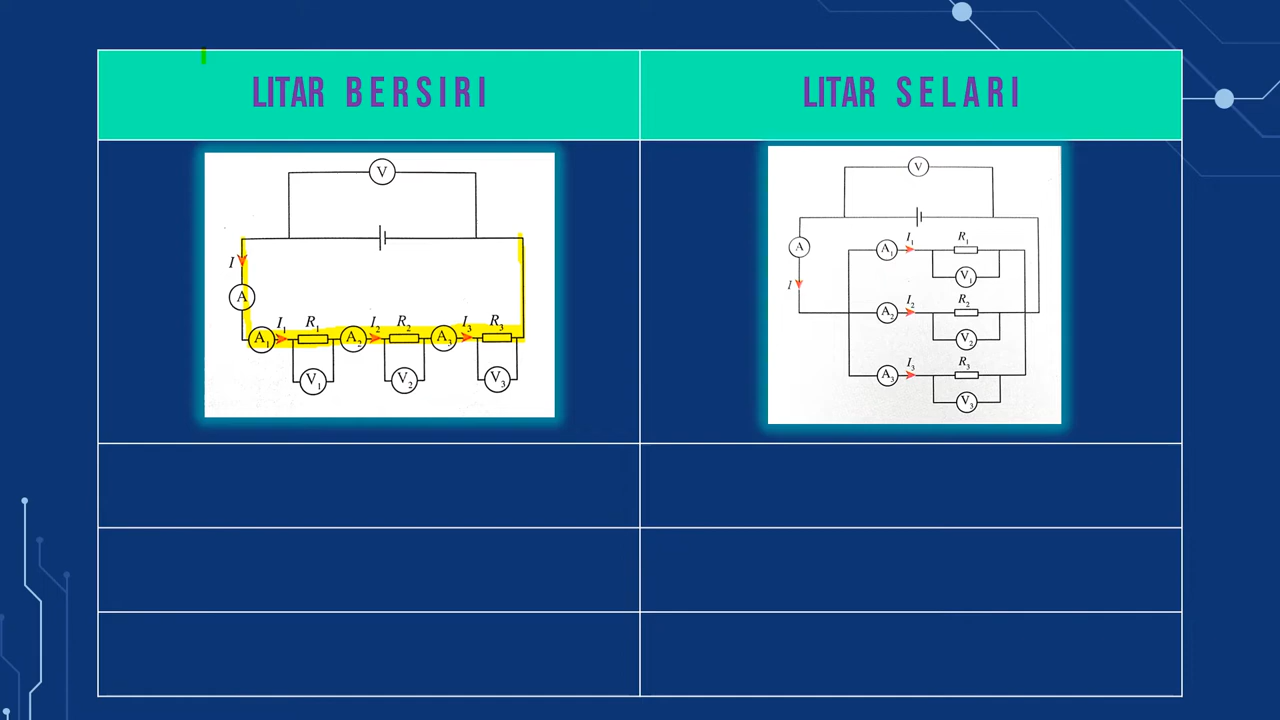 LITAR BERSIRI
LITAR SELARI
V
I
A
A₁ I₁ R₁ A₂ I₂ R₂ A₃ I₃ R₃
V₁ V₂ V₃
V
A
I
A₁ I₁ R₁
V₁
A₂ I₂ R₂
V₂
A₃ I₃ R₃
V₃